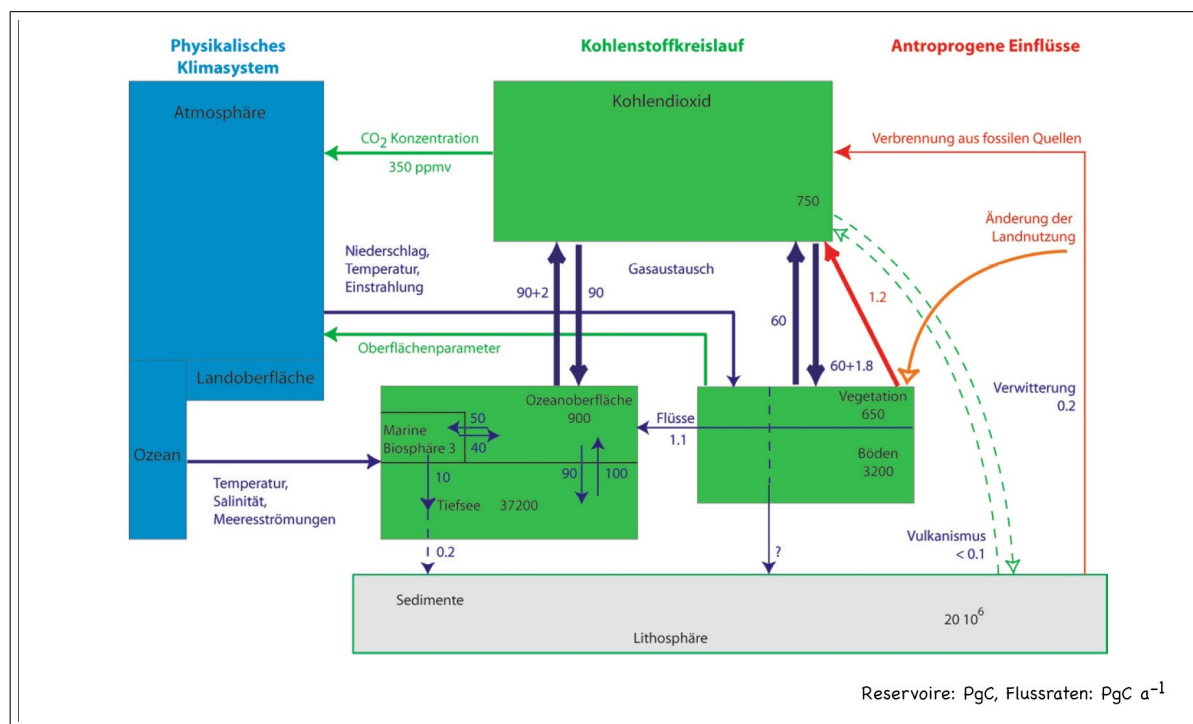 Physikalisches
Klimasystem
Kohlenstoffkreislauf
Antroprogene Einflüsse
Atmosphäre
Kohlendioxid
CO2 Konzentration
350 ppmv
Verbrennung aus fossilen Quellen
750
Änderung der
Landnutzung
Niederschlag,
Temperatur,
Einstrahlung
Gasaustausch
90+2
90
60
1.2
60+1.8
Oberflächenparameter
Landoberfläche
Verwitterung
0.2
Ozeanoberfläche
900
Vegetation
650
Flüsse
1.1
Marine
Biosphäre 3
50
40
Böden
3200
Ozean
10
90
100
Temperatur,
Salinität,
Meeresströmungen
Tiefsee 37200
Vulkanismus
< 0.1
0.2
?
Sedimente
20 10^6
Lithosphäre
Reservoire: PgC, Flussraten: PgC a^-1